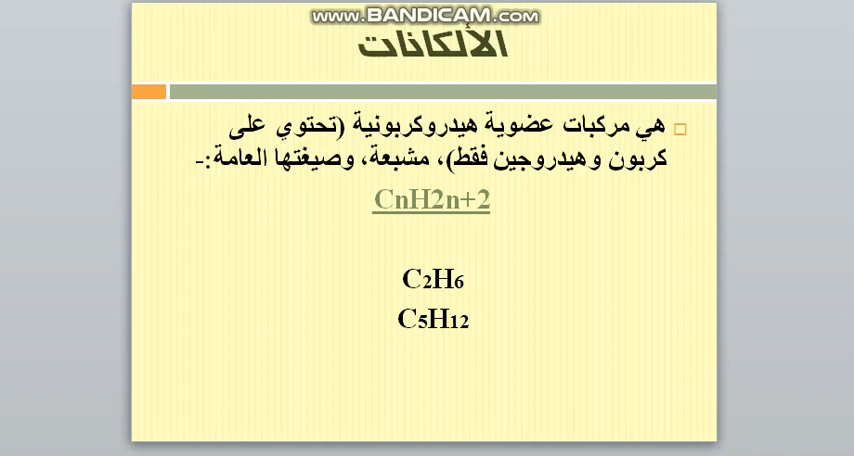 WWW.BANDICAM.COM
الألكانات
هي مركبات عضوية هيدروكربونية (تحتوي على
كربون وهيدروجين فقط)، مشبعة، وصيغتها العامة:-
CnH2n+2
C2H6
C5H12